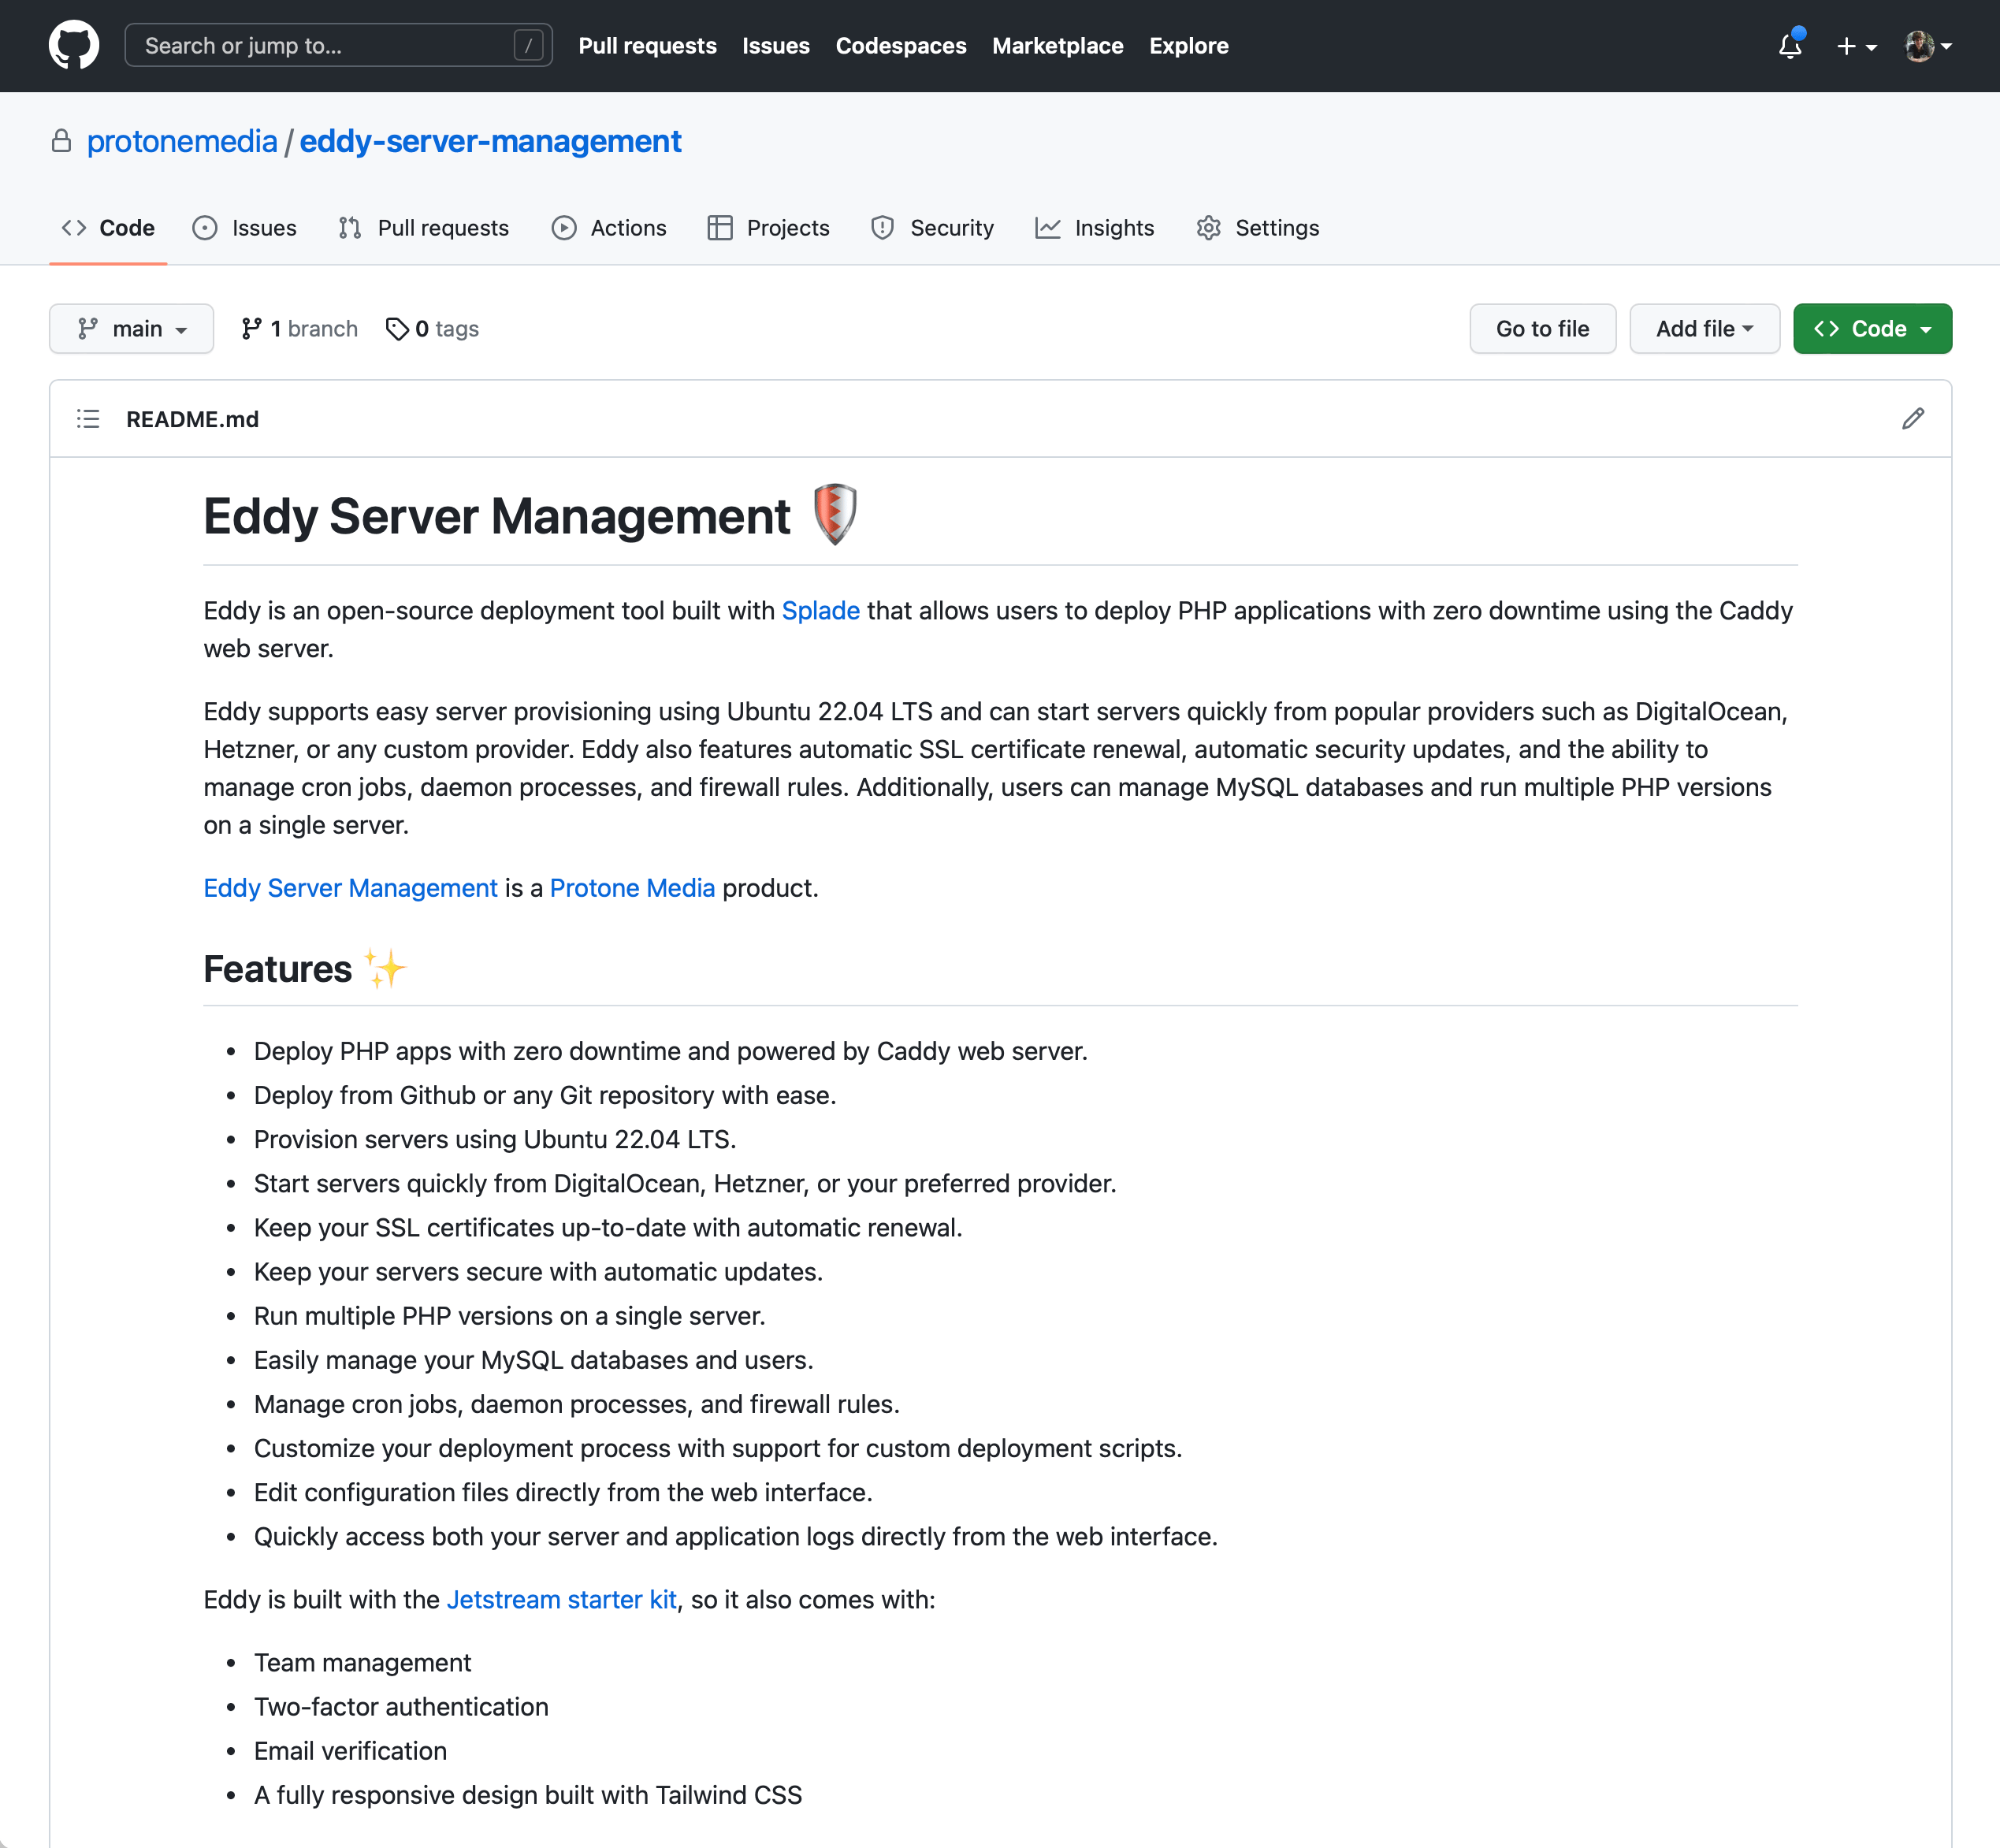 Search or jump to... /
Pull requests Issues Codespaces Marketplace Explore
protonemedia / eddy-server-management
Code Issues Pull requests Actions Projects Security Insights Settings
main 1 branch 0 tags Go to file Add file Code
README.md
Eddy Server Management
Eddy is an open-source deployment tool built with Splade that allows users to deploy PHP applications with zero downtime using the Caddy
web server.
Eddy supports easy server provisioning using Ubuntu 22.04 LTS and can start servers quickly from popular providers such as DigitalOcean,
Hetzner, or any custom provider. Eddy also features automatic SSL certificate renewal, automatic security updates, and the ability to
manage cron jobs, daemon processes, and firewall rules. Additionally, users can manage MySQL databases and run multiple PHP versions
on a single server.
Eddy Server Management is a Protone Media product.
Features ✨
• Deploy PHP apps with zero downtime and powered by Caddy web server.
• Deploy from Github or any Git repository with ease.
• Provision servers using Ubuntu 22.04 LTS.
• Start servers quickly from DigitalOcean, Hetzner, or your preferred provider.
• Keep your SSL certificates up-to-date with automatic renewal.
• Keep your servers secure with automatic updates.
• Run multiple PHP versions on a single server.
• Easily manage your MySQL databases and users.
• Manage cron jobs, daemon processes, and firewall rules.
• Customize your deployment process with support for custom deployment scripts.
• Edit configuration files directly from the web interface.
• Quickly access both your server and application logs directly from the web interface.
Eddy is built with the Jetstream starter kit, so it also comes with:
• Team management
• Two-factor authentication
• Email verification
• A fully responsive design built with Tailwind CSS